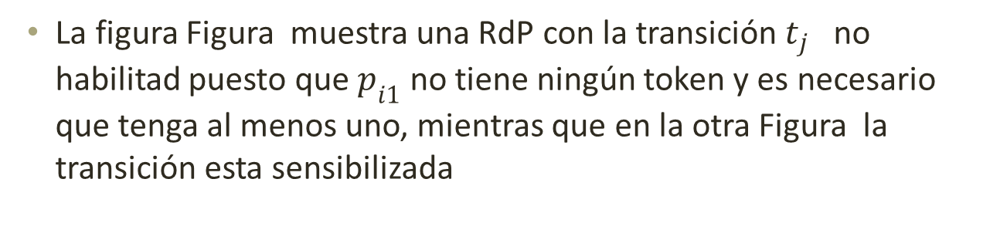 • La figura Figura  muestra una RdP con la transición $t_j$  no
habilitad puesto que $p_{i1}$ no tiene ningún token y es necesario
que tenga al menos uno, mientras que en la otra Figura  la
transición esta sensibilizada